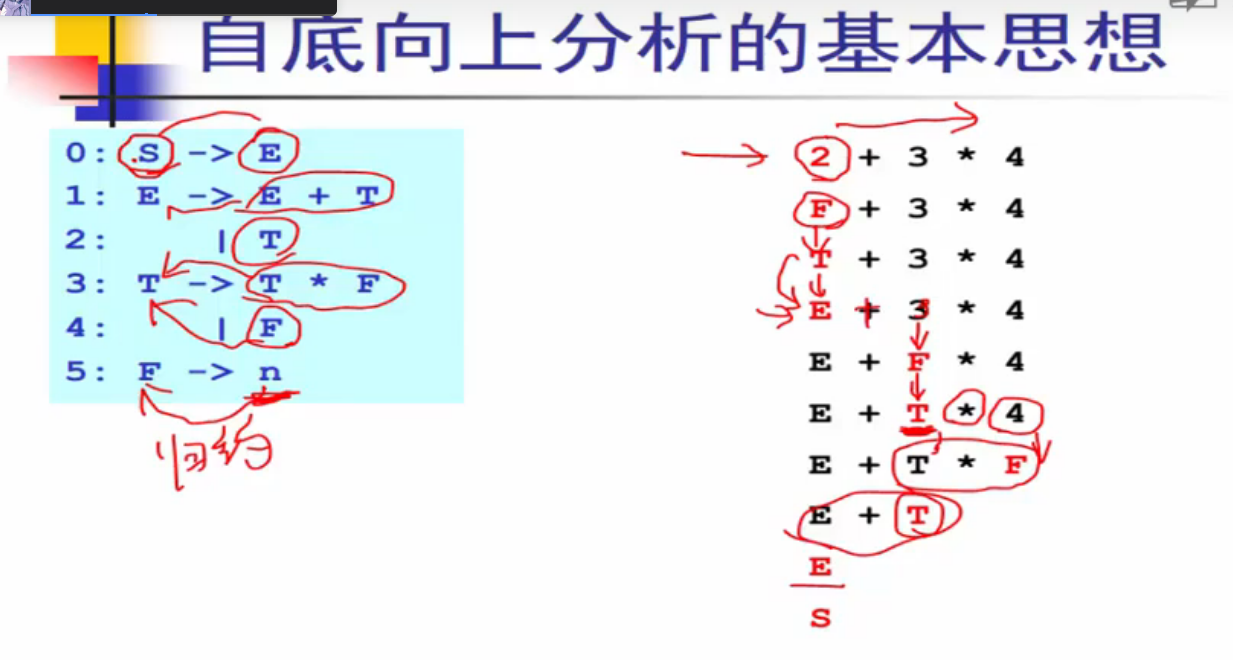 自底向上分析的基本思想
0: S -> E
1: E -> E + T
2: | T
3: T -> T * F
4: | F
5: F -> n
归约
2 + 3 * 4
F + 3 * 4
T + 3 * 4
E + 3 * 4
E + F * 4
E + T * 4
E + T * F
E + T
E
S